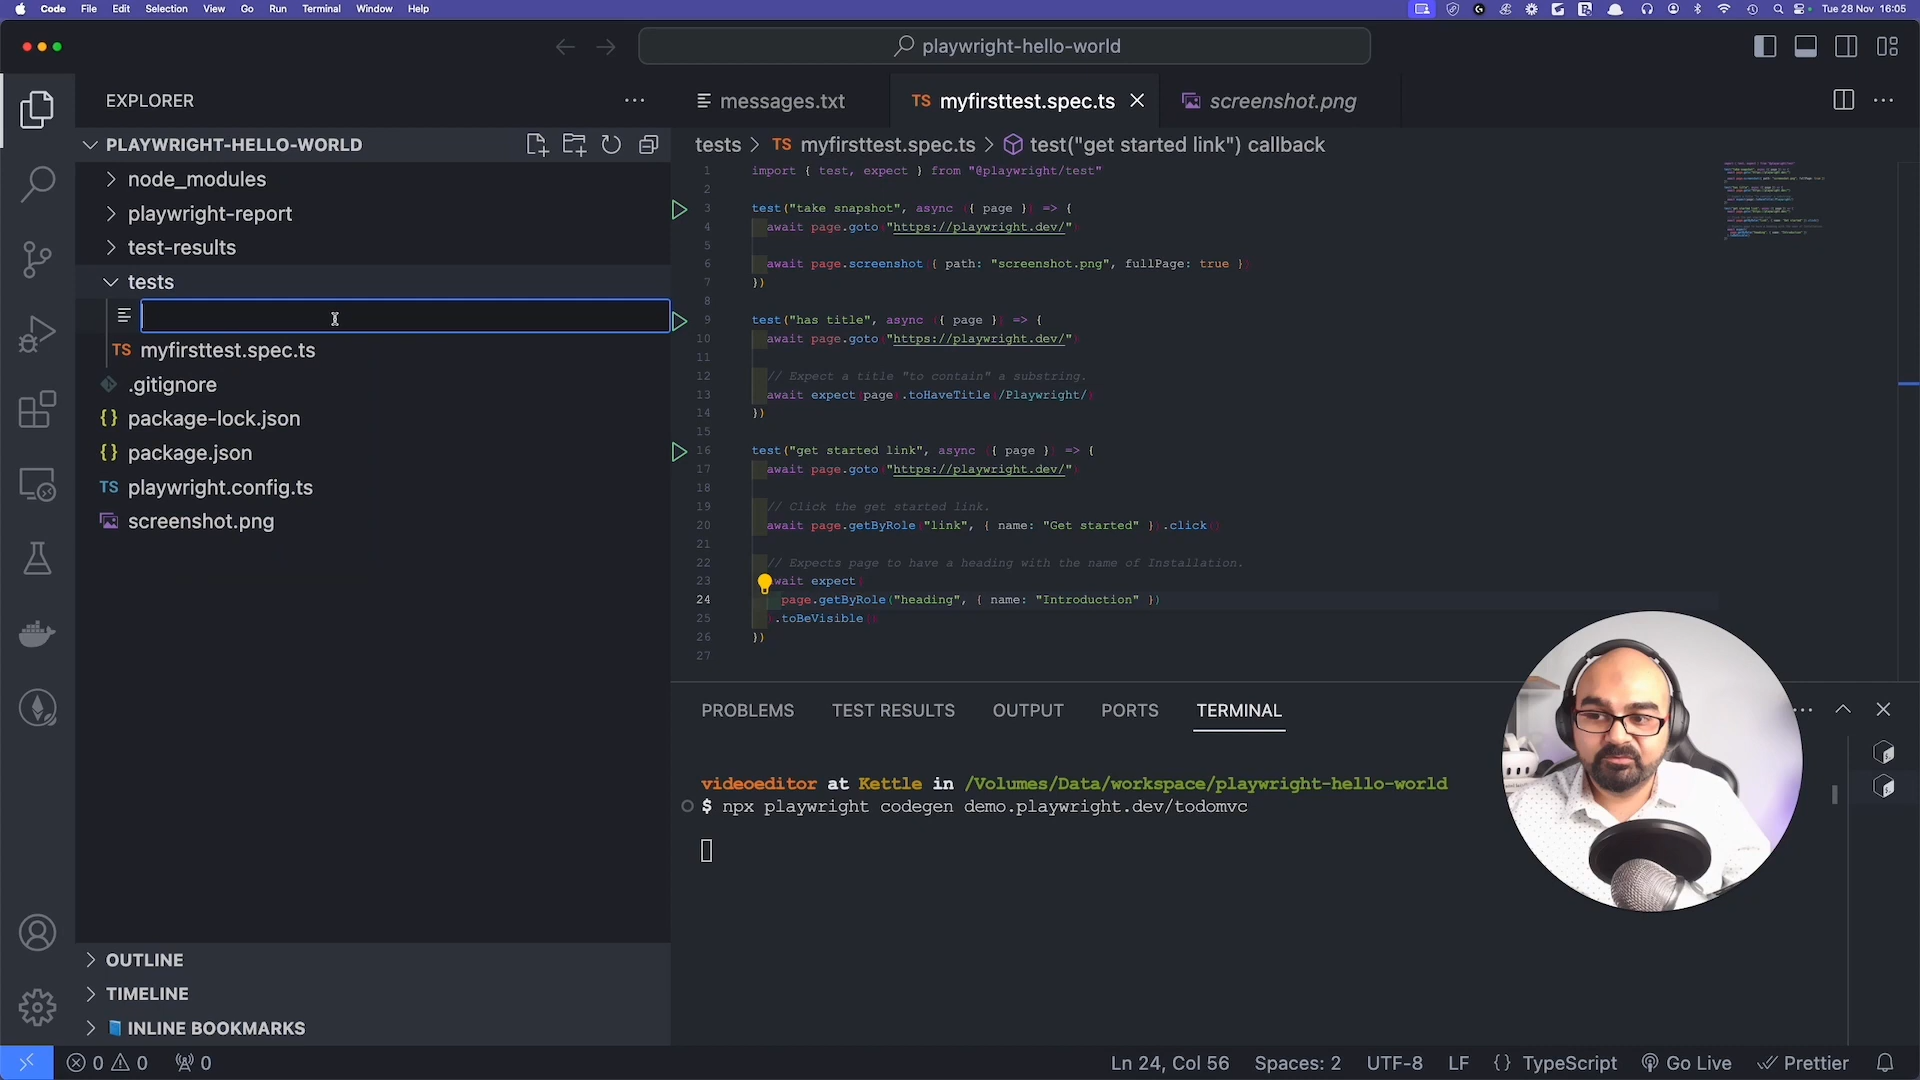 Code File Edit Selection View Go Run Terminal Window Help
Tue 28 Nov 16:05
playwright-hello-world
EXPLORER
PLAYWRIGHT-HELLO-WORLD
node_modules
playwright-report
test-results
tests
TS myfirsttest.spec.ts
.gitignore
{} package-lock.json
{} package.json
TS playwright.config.ts
screenshot.png
OUTLINE
TIMELINE
INLINE BOOKMARKS
messages.txt
TS myfirsttest.spec.ts
screenshot.png
tests > TS myfirsttest.spec.ts > test("get started link") callback
1 import { test, expect } from "@playwright/test"
2
3 test("take snapshot", async ({ page }) => {
4 await page.goto("https://playwright.dev/")
5
6 await page.screenshot({ path: "screenshot.png", fullPage: true })
7 })
8
9 test("has title", async ({ page }) => {
10 await page.goto("https://playwright.dev/")
11
12 // Expect a title "to contain" a substring.
13 await expect(page).toHaveTitle(/Playwright/)
14 })
15
16 test("get started link", async ({ page }) => {
17 await page.goto("https://playwright.dev/")
18
19 // Click the get started link.
20 await page.getByRole("link", { name: "Get started" }).click()
21
22 // Expects page to have a heading with the name of Installation.
23 wait expect(
24 page.getByRole("heading", { name: "Introduction" })
25 ).toBeVisible()
26 })
27
PROBLEMS TEST RESULTS OUTPUT PORTS TERMINAL
videoeditor at Kettle in /Volumes/Data/workspace/playwright-hello-world
$ npx playwright codegen demo.playwright.dev/todomvc
0 0 0
Ln 24, Col 56 Spaces: 2 UTF-8 LF {} TypeScript Go Live Prettier